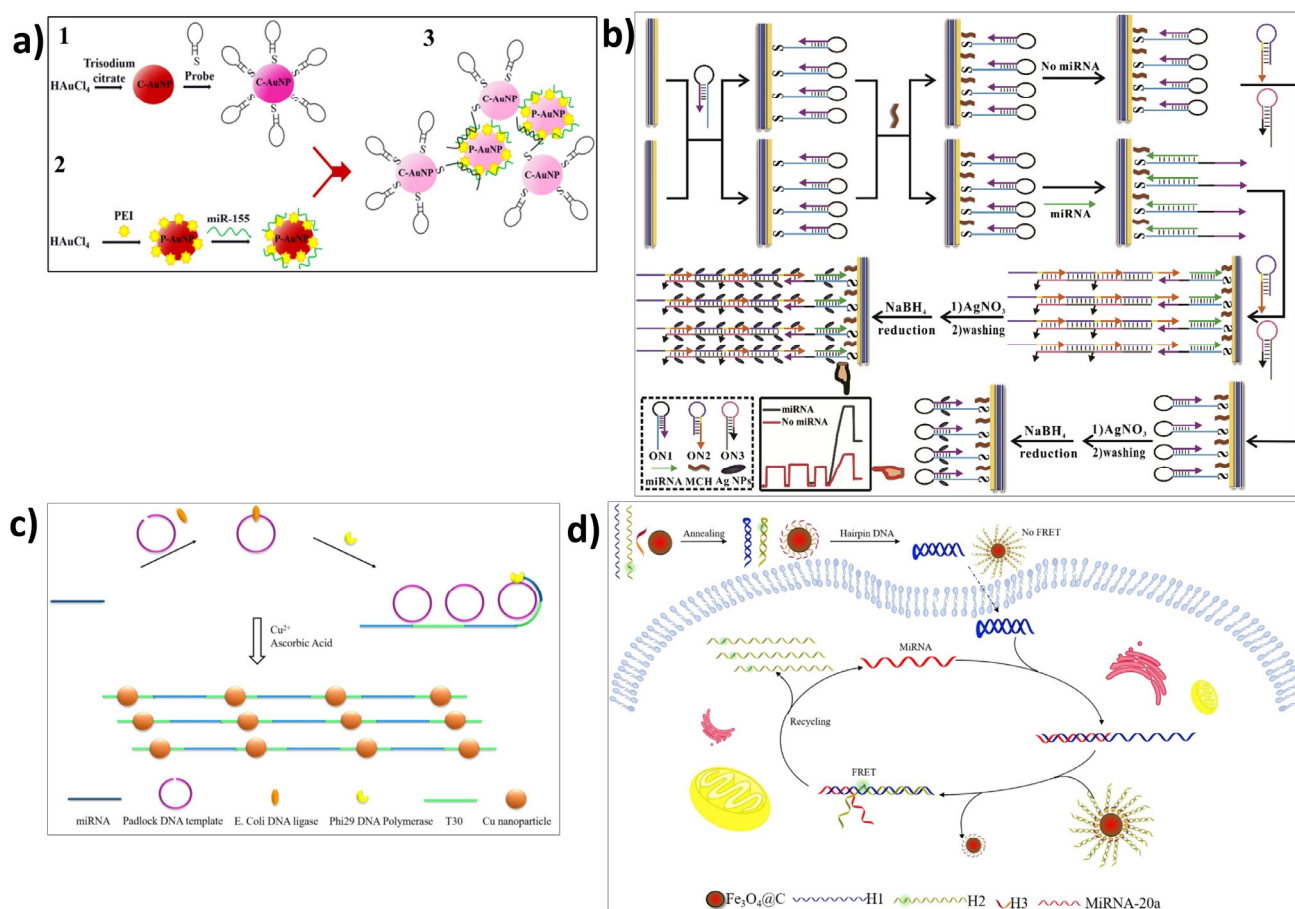 a)
1
3
Trisodium
citrate
Probe
HAuCl4
C-AuNP
S
C-AuNP
S
S
S
S
S
S
2
PEI
miR-155
HAuCl4
P-AuNP
P-AuNP
C-AuNP
P-AuNP
P-AuNP
C-AuNP
C-AuNP
b)
S
S
S
S
No miRNA
miRNA
NaBH4
reduction
1)AgNO3
2)washing
miRNA
No miRNA
ON1 ON2 ON3
miRNA MCH Ag NPs
NaBH4
reduction
1)AgNO3
2)washing
c)
Cu2+
Ascorbic Acid
miRNA Padlock DNA template E. Coli DNA ligase Phi29 DNA Polymerase T30 Cu nanoparticle
d)
Annealing
Hairpin DNA
No FRET
MiRNA
Recycling
FRET
Fe3O4@C H1 H2 H3 MiRNA-20a